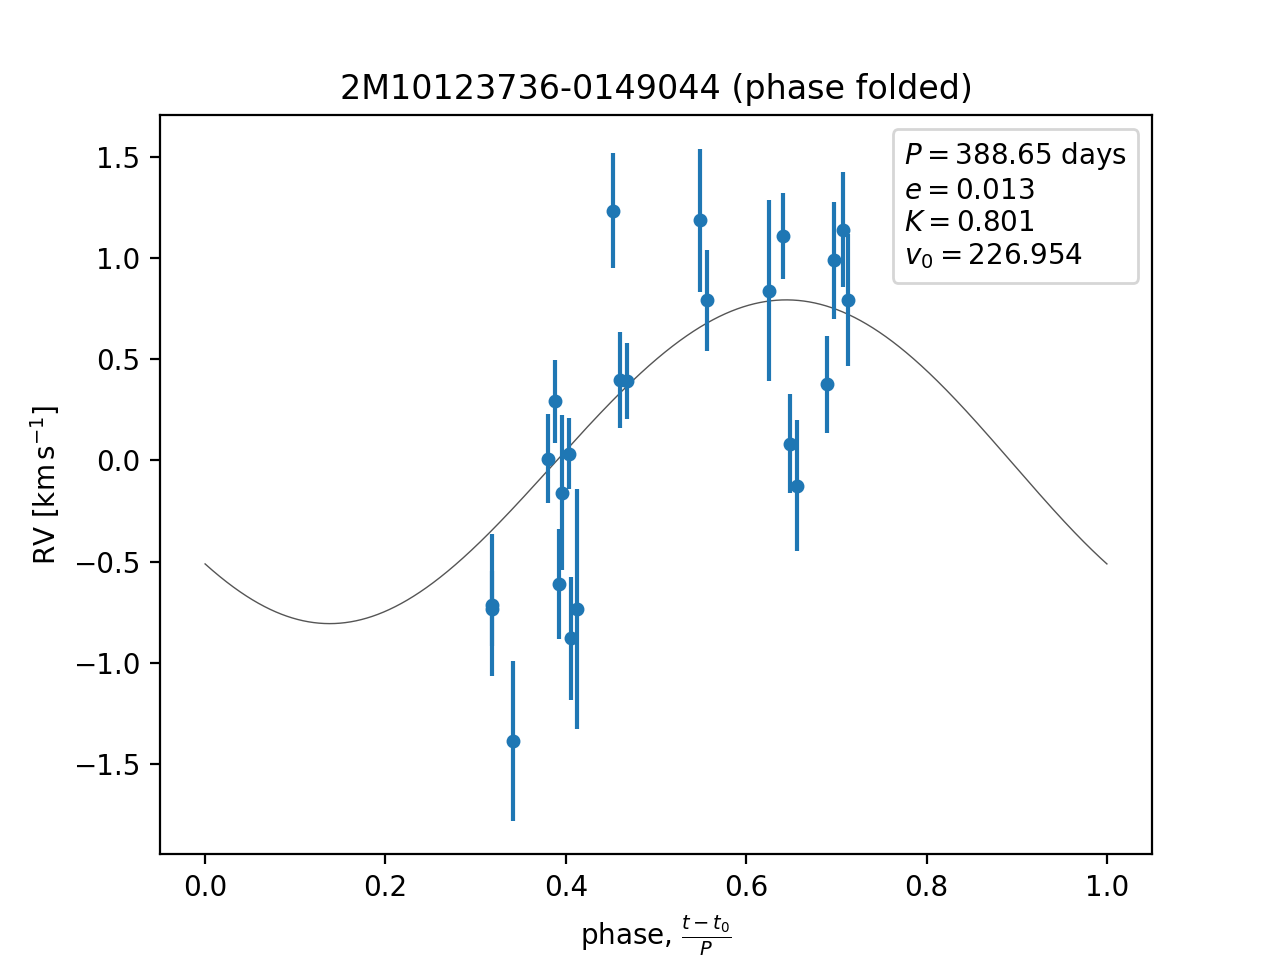 2M10123736-0149044 (phase folded)
P = 388.65 days
e = 0.013
K = 0.801
v₀ = 226.954
1.5
1.0
0.5
0.0
−0.5
−1.0
−1.5
RV [km s⁻¹]
0.0 0.2 0.4 0.6 0.8 1.0
phase, (t − t₀)/P